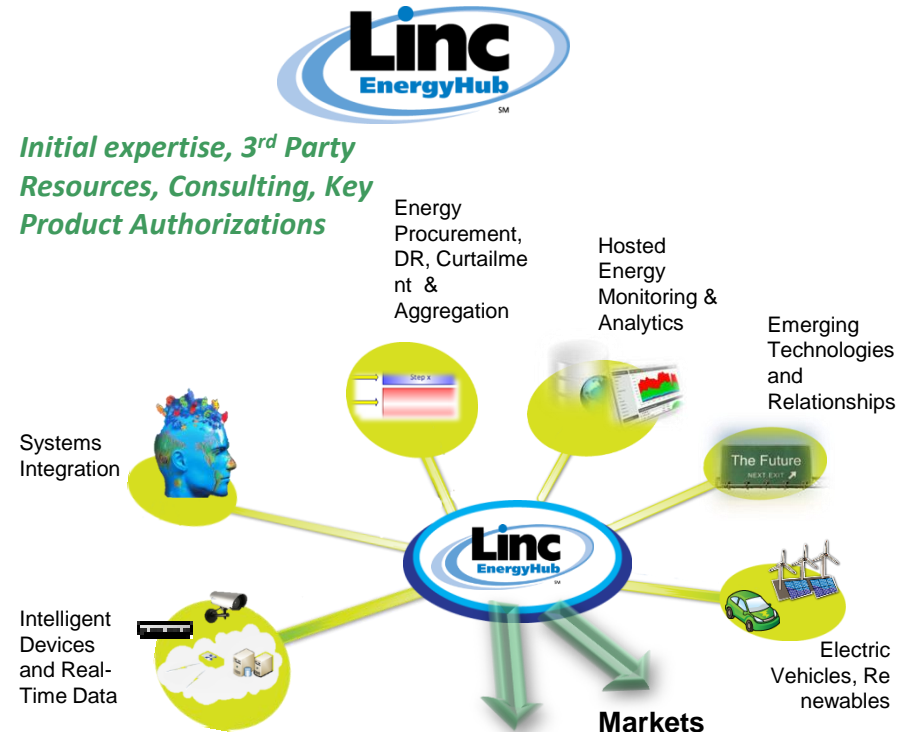 Linc
EnergyHub
SM
Initial expertise, 3rd Party
Resources, Consulting, Key
Product Authorizations
Energy
Procurement,
DR, Curtailme
nt &
Aggregation
Hosted
Energy
Monitoring &
Analytics
Emerging
Technologies
and
Relationships
Step x
Systems
Integration
The Future
NEXT EXIT
Linc
EnergyHub
SM
Intelligent
Devices
and Real-
Time Data
Electric
Vehicles, Re
newables
Markets